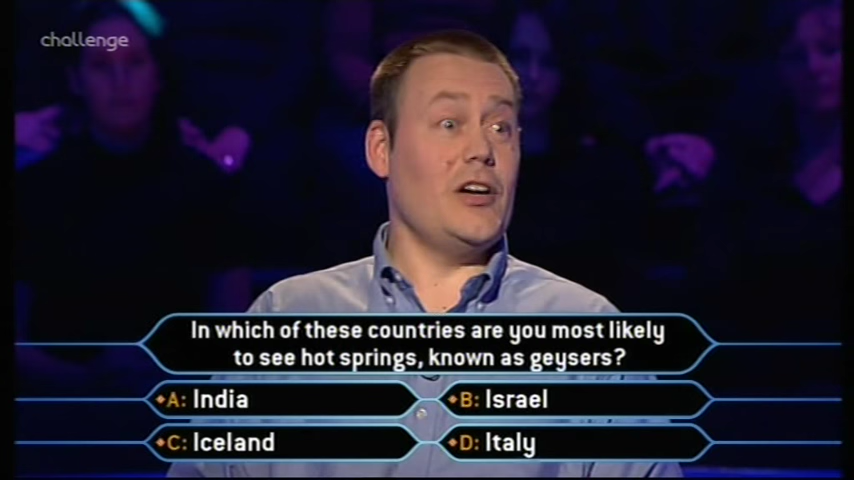 challenge
In which of these countries are you most likely
to see hot springs, known as geysers?
A: India
B: Israel
C: Iceland
D: Italy